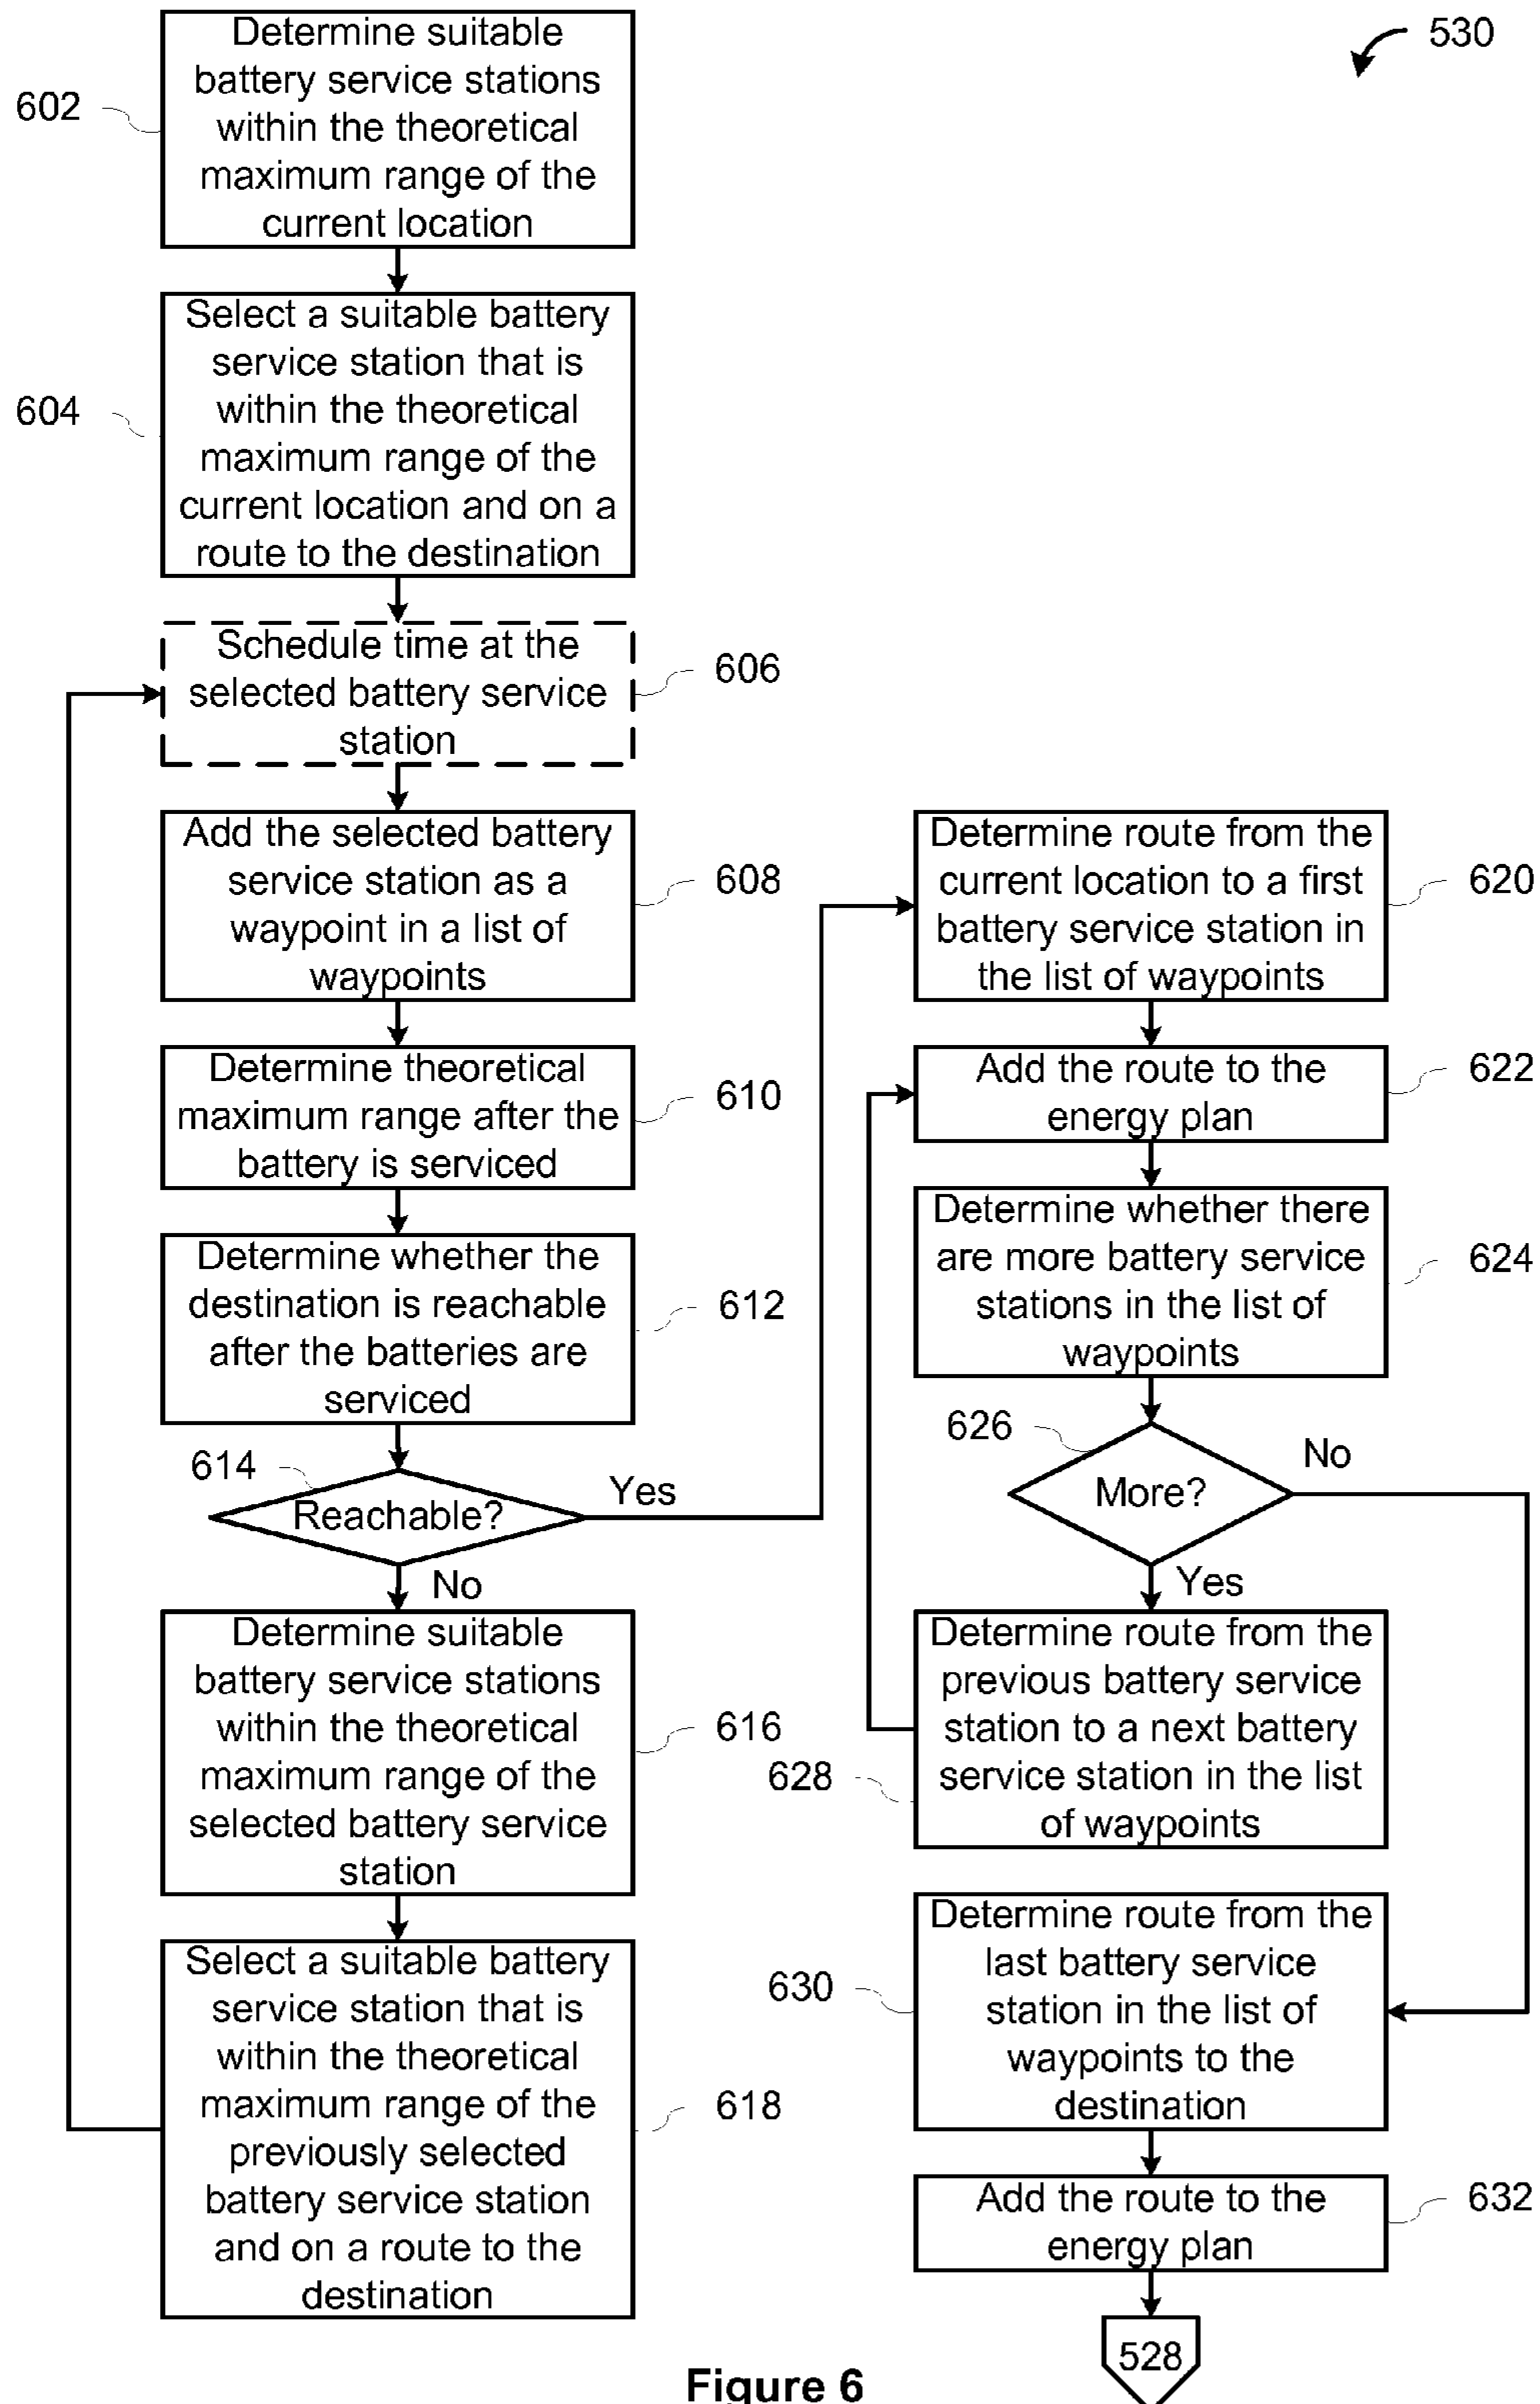 530
602
Determine suitable
battery service stations
within the theoretical
maximum range of the
current location
604
Select a suitable battery
service station that is
within the theoretical
maximum range of the
current location and on a
route to the destination
Schedule time at the
selected battery service
station
606
Add the selected battery
service station as a
waypoint in a list of
waypoints
608
Determine theoretical
maximum range after the
battery is serviced
610
Determine whether the
destination is reachable
after the batteries are
serviced
612
614
Reachable?
Yes
No
Determine suitable
battery service stations
within the theoretical
maximum range of the
selected battery service
station
616
Select a suitable battery
service station that is
within the theoretical
maximum range of the
previously selected
battery service station
and on a route to the
destination
618
Determine route from the
current location to a first
battery service station in
the list of waypoints
620
Add the route to the
energy plan
622
Determine whether there
are more battery service
stations in the list of
waypoints
624
626
More?
No
Yes
Determine route from the
previous battery service
station to a next battery
service station in the list
of waypoints
628
Determine route from the
last battery service
station in the list of
waypoints to the
destination
630
Add the route to the
energy plan
632
528
Figure 6